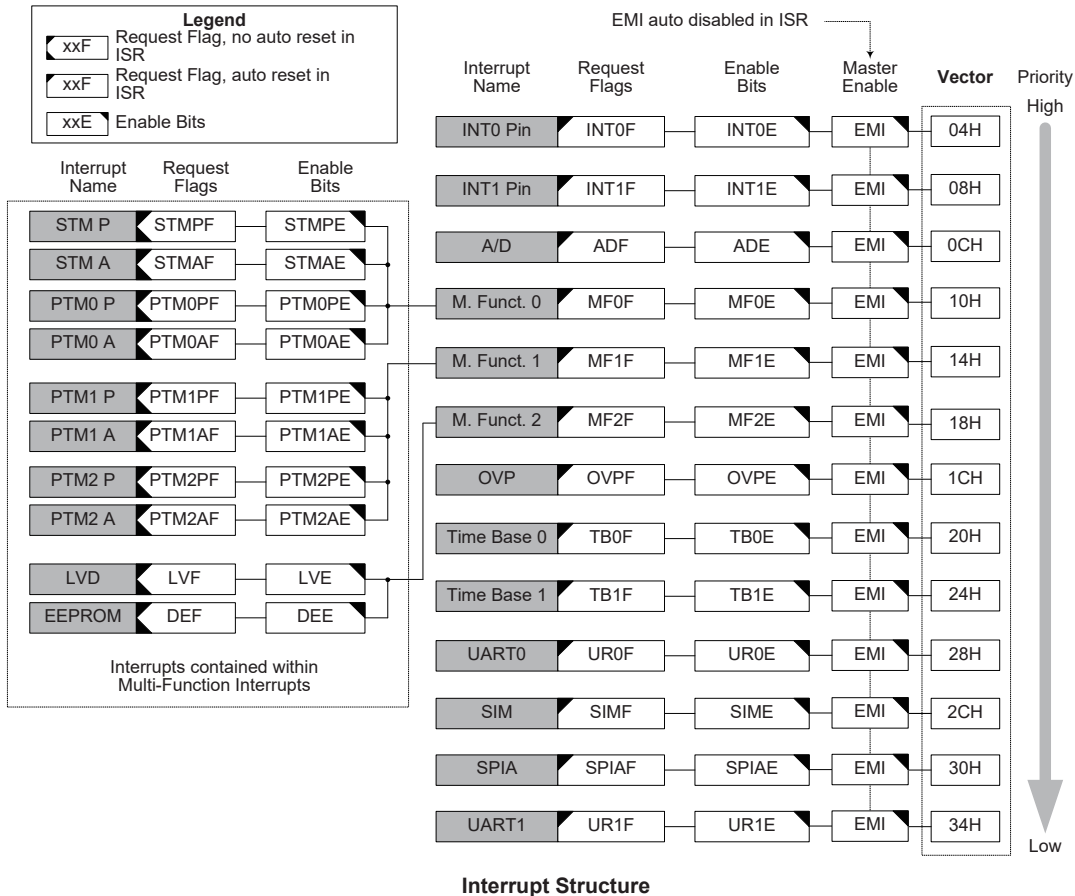 Legend
xxF Request Flag, no auto reset in
ISR
xxF Request Flag, auto reset in
ISR
xxE Enable Bits
EMI auto disabled in ISR
Interrupt Name Request Flags Enable Bits
STM P STMPF STMPE
STM A STMAF STMAE
PTM0 P PTM0PF PTM0PE
PTM0 A PTM0AF PTM0AE
PTM1 P PTM1PF PTM1PE
PTM1 A PTM1AF PTM1AE
PTM2 P PTM2PF PTM2PE
PTM2 A PTM2AF PTM2AE
LVD LVF LVE
EEPROM DEF DEE
Interrupts contained within
Multi-Function Interrupts
Interrupt Name Request Flags Enable Bits Master Enable Vector Priority
High
INT0 Pin INT0F INT0E EMI 04H
INT1 Pin INT1F INT1E EMI 08H
A/D ADF ADE EMI 0CH
M. Funct. 0 MF0F MF0E EMI 10H
M. Funct. 1 MF1F MF1E EMI 14H
M. Funct. 2 MF2F MF2E EMI 18H
OVP OVPF OVPE EMI 1CH
Time Base 0 TB0F TB0E EMI 20H
Time Base 1 TB1F TB1E EMI 24H
UART0 UR0F UR0E EMI 28H
SIM SIMF SIME EMI 2CH
SPIA SPIAF SPIAE EMI 30H
UART1 UR1F UR1E EMI 34H
Low
Interrupt Structure